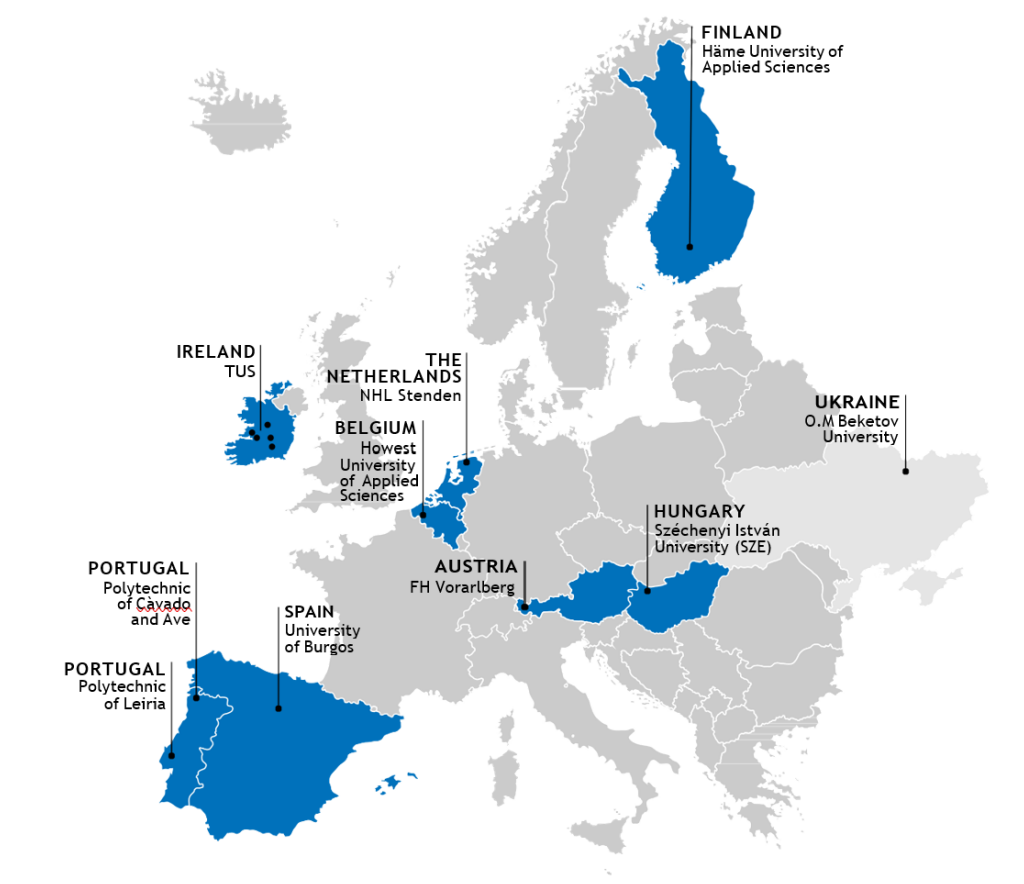 FINLAND
Häme University of
Applied Sciences
IRELAND
TUS
THE
NETHERLANDS
NHL Stenden
BELGIUM
Howest
University
of Applied
Sciences
UKRAINE
O.M Beketov
University
HUNGARY
Széchenyi István
University (SZE)
AUSTRIA
FH Vorarlberg
PORTUGAL
Polytechnic
of Càvado
and Ave
SPAIN
University
of Burgos
PORTUGAL
Polytechnic
of Leiria